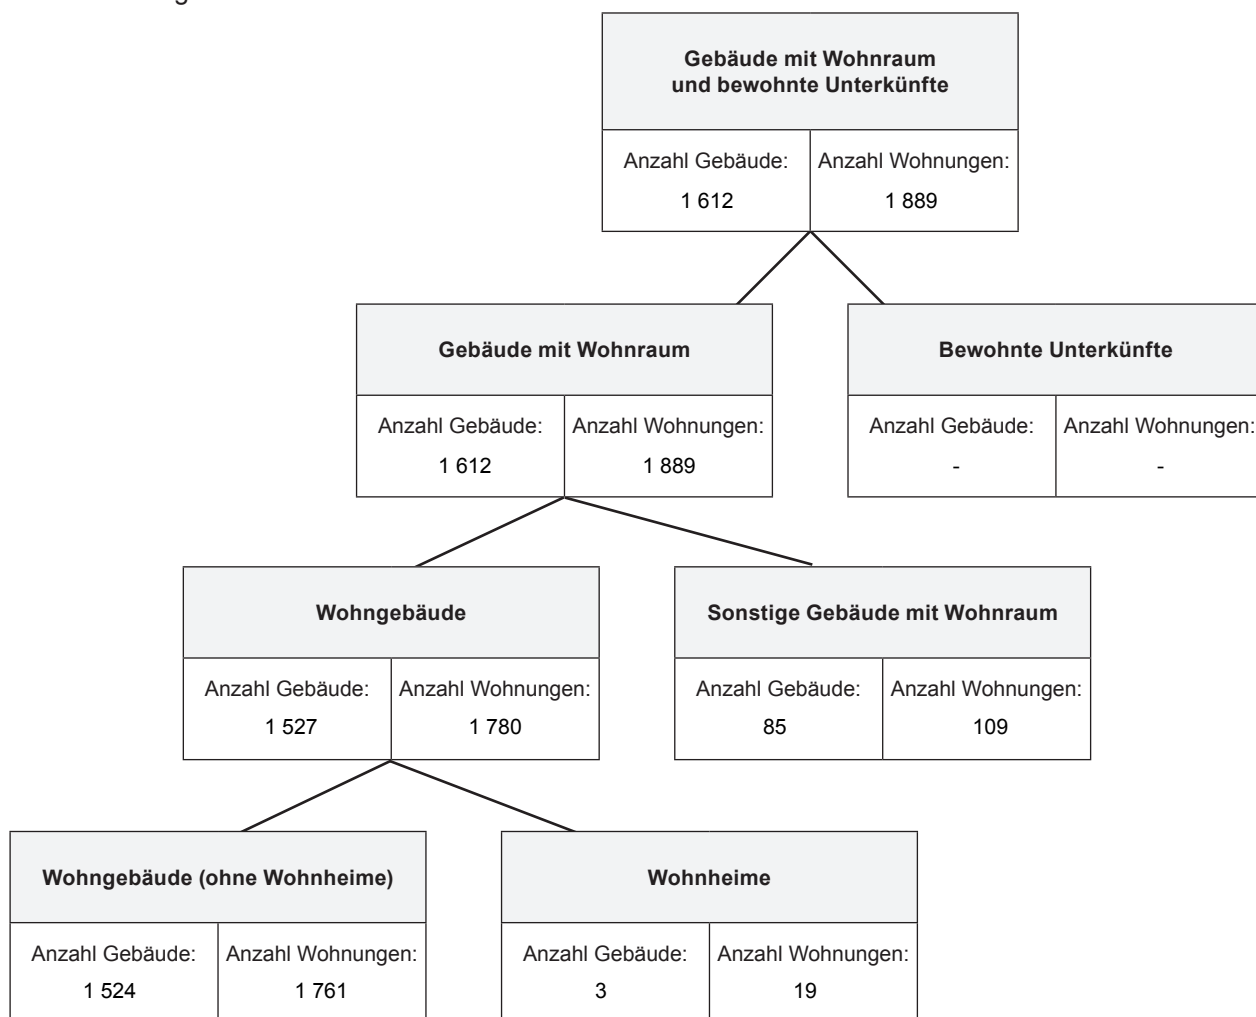 Gebäude mit Wohnraum
und bewohnte Unterkünfte
Anzahl Gebäude: Anzahl Wohnungen:
1 612 1 889
Gebäude mit Wohnraum Bewohnte Unterkünfte
Anzahl Gebäude: Anzahl Wohnungen: Anzahl Gebäude: Anzahl Wohnungen:
1 612 1 889 - -
Wohngebäude Sonstige Gebäude mit Wohnraum
Anzahl Gebäude: Anzahl Wohnungen: Anzahl Gebäude: Anzahl Wohnungen:
1 527 1 780 85 109
Wohngebäude (ohne Wohnheime) Wohnheime
Anzahl Gebäude: Anzahl Wohnungen: Anzahl Gebäude: Anzahl Wohnungen:
1 524 1 761 3 19